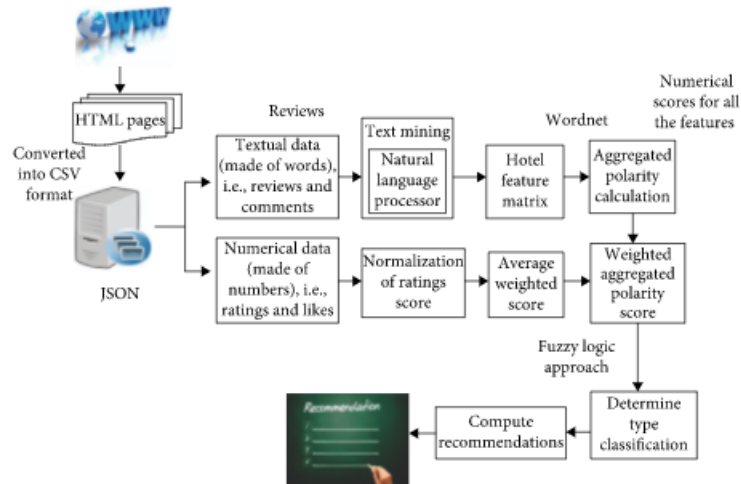 WWW
HTML pages
Converted
into CSV
format
JSON
Reviews
Textual data
(made of words),
i.e., reviews and
comments
Text mining
Natural
language
processor
Wordnet
Hotel
feature
matrix
Numerical
scores for all
the features
Aggregated
polarity
calculation
Numerical data
(made of
numbers), i.e.,
ratings and likes
Normalization
of ratings
score
Average
weighted
score
Weighted
aggregated
polarity
score
Fuzzy logic
approach
Determine
type
classification
Compute
recommendations
Recommendation